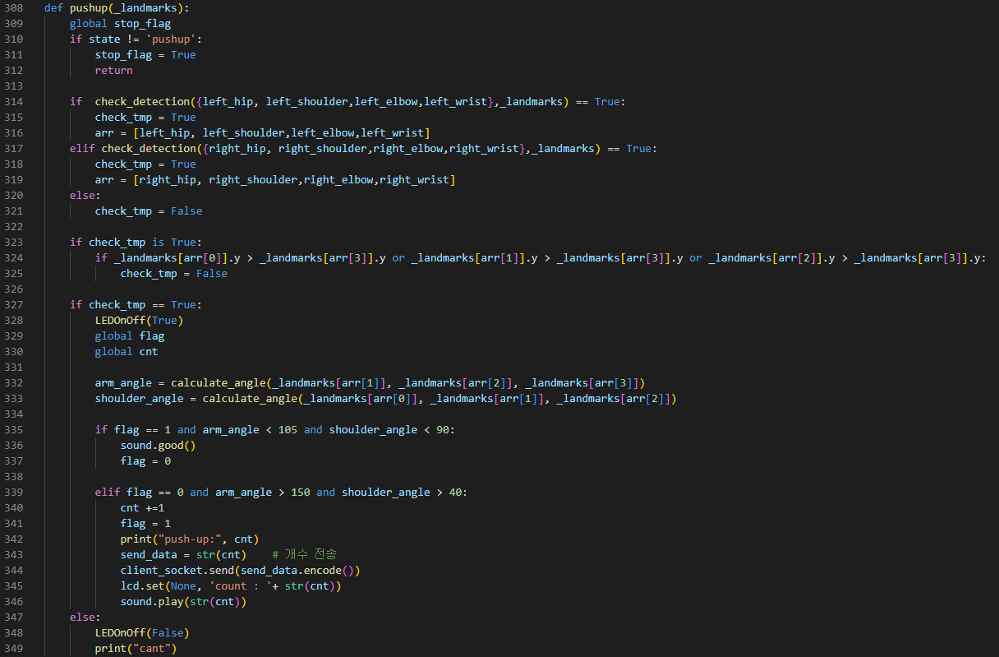 308 def pushup(_landmarks):
309     global stop_flag
310     if state != 'pushup':
311         stop_flag = True
312         return
313
314     if  check_detection({left_hip, left_shoulder,left_elbow,left_wrist},_landmarks) == True:
315         check_tmp = True
316         arr = [left_hip, left_shoulder,left_elbow,left_wrist]
317     elif check_detection({right_hip, right_shoulder,right_elbow,right_wrist},_landmarks) == True:
318         check_tmp = True
319         arr = [right_hip, right_shoulder,right_elbow,right_wrist]
320     else:
321         check_tmp = False
322
323     if check_tmp is True:
324         if _landmarks[arr[0]].y > _landmarks[arr[3]].y or _landmarks[arr[1]].y > _landmarks[arr[3]].y or _landmarks[arr[2]].y > _landmarks[arr[3]].y:
325             check_tmp = False
326
327     if check_tmp == True:
328         LEDOnOff(True)
329         global flag
330         global cnt
331
332         arm_angle = calculate_angle(_landmarks[arr[1]], _landmarks[arr[2]], _landmarks[arr[3]])
333         shoulder_angle = calculate_angle(_landmarks[arr[0]], _landmarks[arr[1]], _landmarks[arr[2]])
334
335         if flag == 1 and arm_angle < 105 and shoulder_angle < 90:
336             sound.good()
337             flag = 0
338
339         elif flag == 0 and arm_angle > 150 and shoulder_angle > 40:
340             cnt +=1
341             flag = 1
342             print("push-up:", cnt)
343             send_data = str(cnt)    # 개수 전송
344             client_socket.send(send_data.encode())
345             lcd.set(None, 'count : '+ str(cnt))
346             sound.play(str(cnt))
347     else:
348         LEDOnOff(False)
349         print("cant")